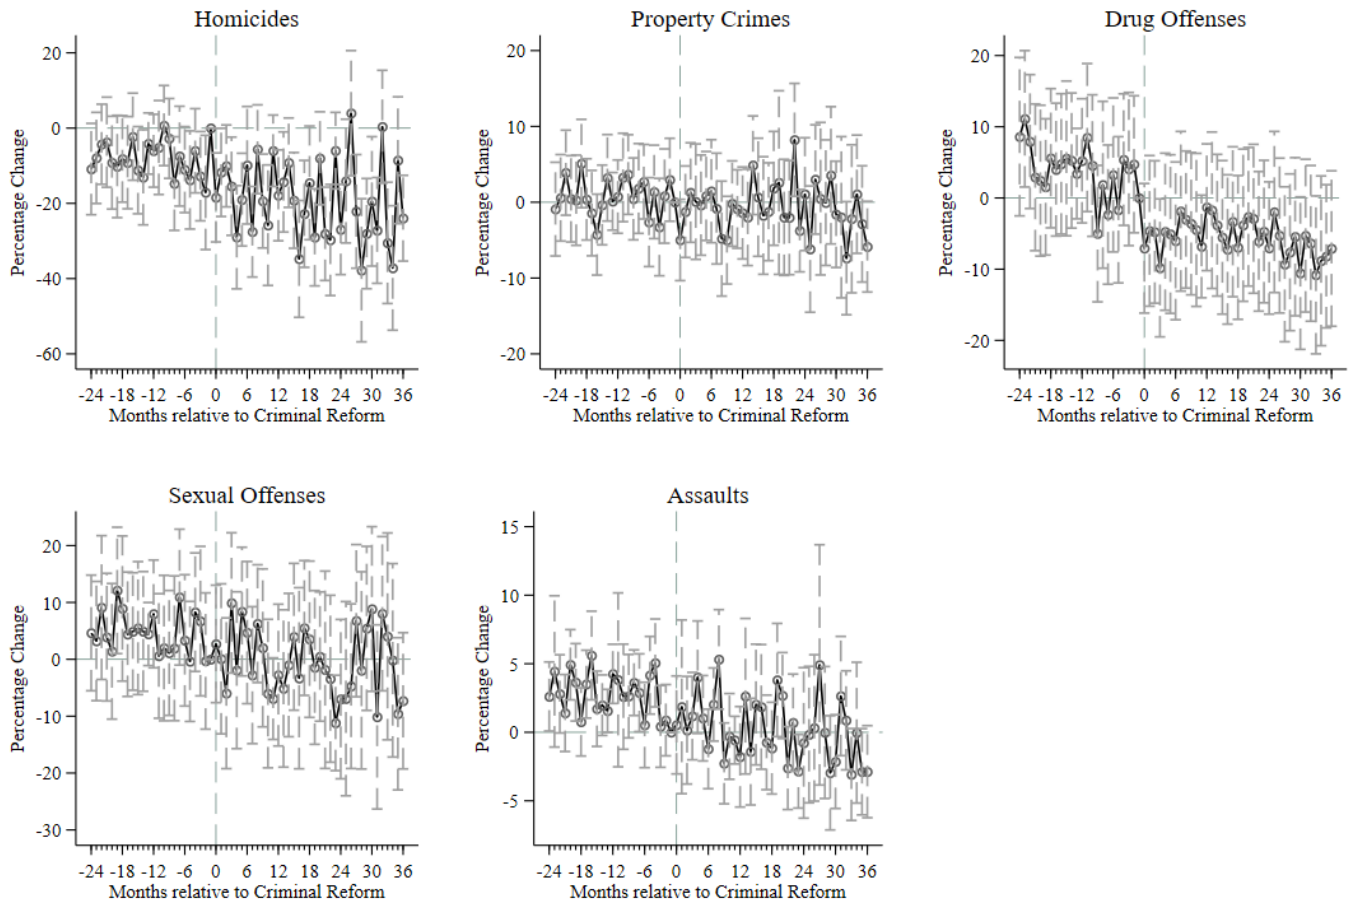 Homicides
Percentage Change
20
0
-20
-40
-60
-24 -18 -12 -6 0 6 12 18 24 30 36
Months relative to Criminal Reform
Property Crimes
Percentage Change
20
10
0
-10
-20
-24 -18 -12 -6 0 6 12 18 24 30 36
Months relative to Criminal Reform
Drug Offenses
Percentage Change
20
10
0
-10
-20
-24 -18 -12 -6 0 6 12 18 24 30 36
Months relative to Criminal Reform
Sexual Offenses
Percentage Change
20
10
0
-10
-20
-30
-24 -18 -12 -6 0 6 12 18 24 30 36
Months relative to Criminal Reform
Assaults
Percentage Change
15
10
5
0
-5
-24 -18 -12 -6 0 6 12 18 24 30 36
Months relative to Criminal Reform